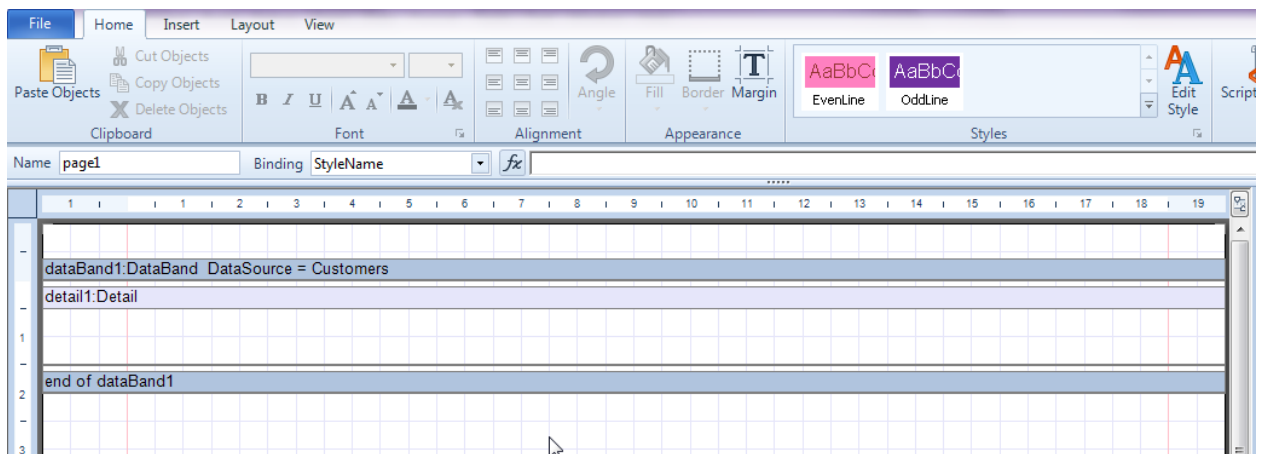 File Home Insert Layout View
Cut Objects
Copy Objects
Paste Objects
Delete Objects
B I U A A A A
Angle
Fill Border Margin
AaBbC AaBbC
EvenLine OddLine
Edit Style
Script
Clipboard Font Alignment Appearance Styles
Name page1 Binding StyleName fx
1 1 2 3 4 5 6 7 8 9 10 11 12 13 14 15 16 17 18 19
dataBand1:DataBand DataSource = Customers
detail1:Detail
1
end of dataBand1
2
3